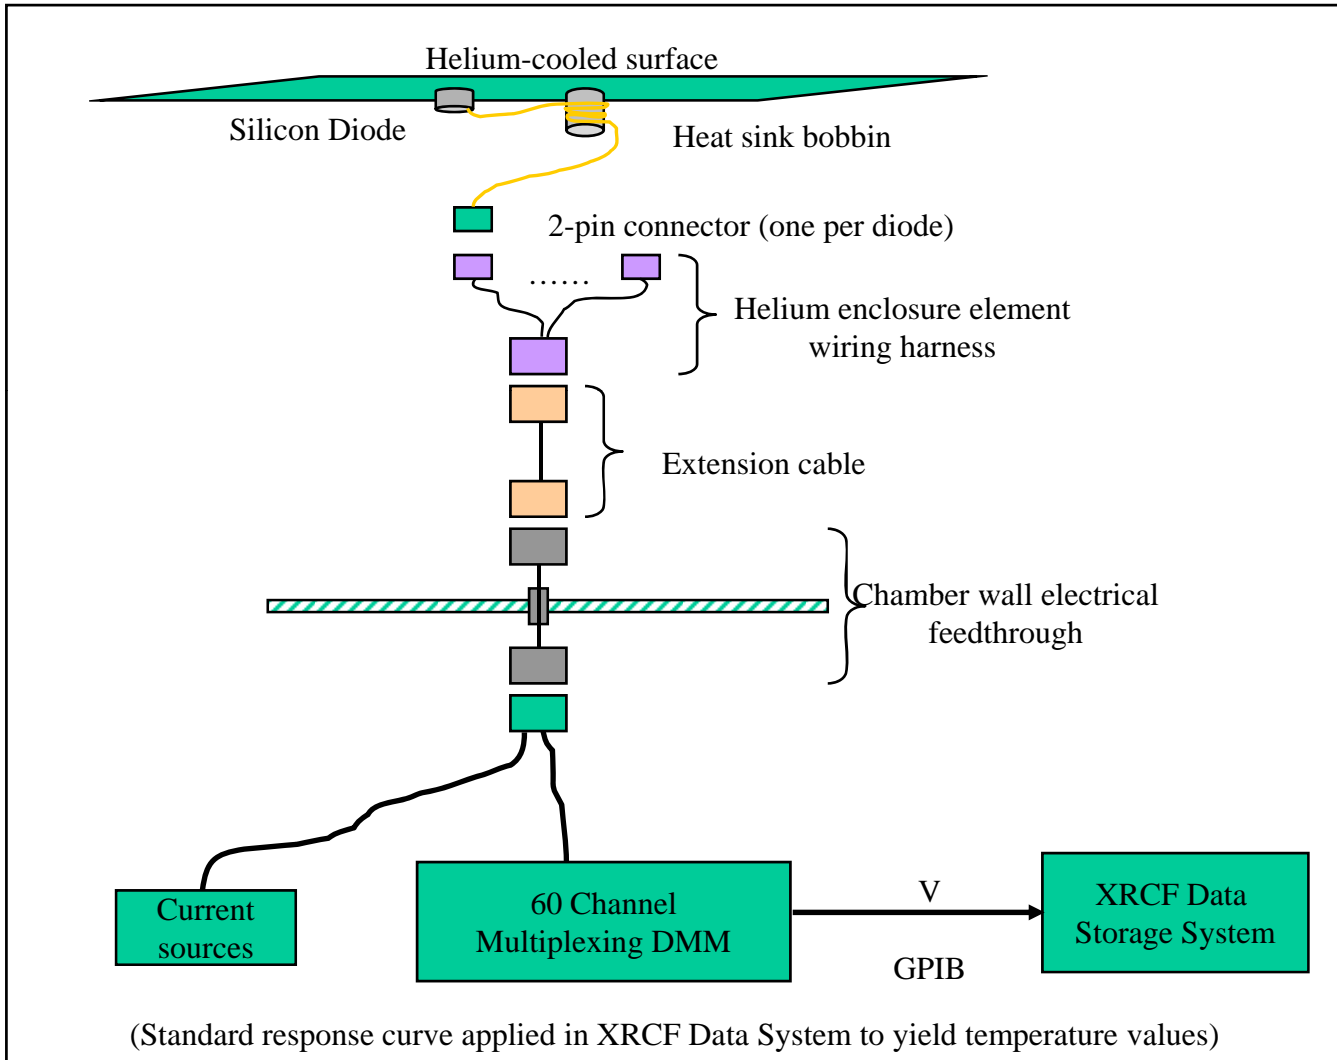 Helium-cooled surface
Silicon Diode
Heat sink bobbin
2-pin connector (one per diode)
......
Helium enclosure element
wiring harness
Extension cable
Chamber wall electrical
feedthrough
Current
sources
60 Channel
Multiplexing DMM
V
GPIB
XRCF Data
Storage System
(Standard response curve applied in XRCF Data System to yield temperature values)